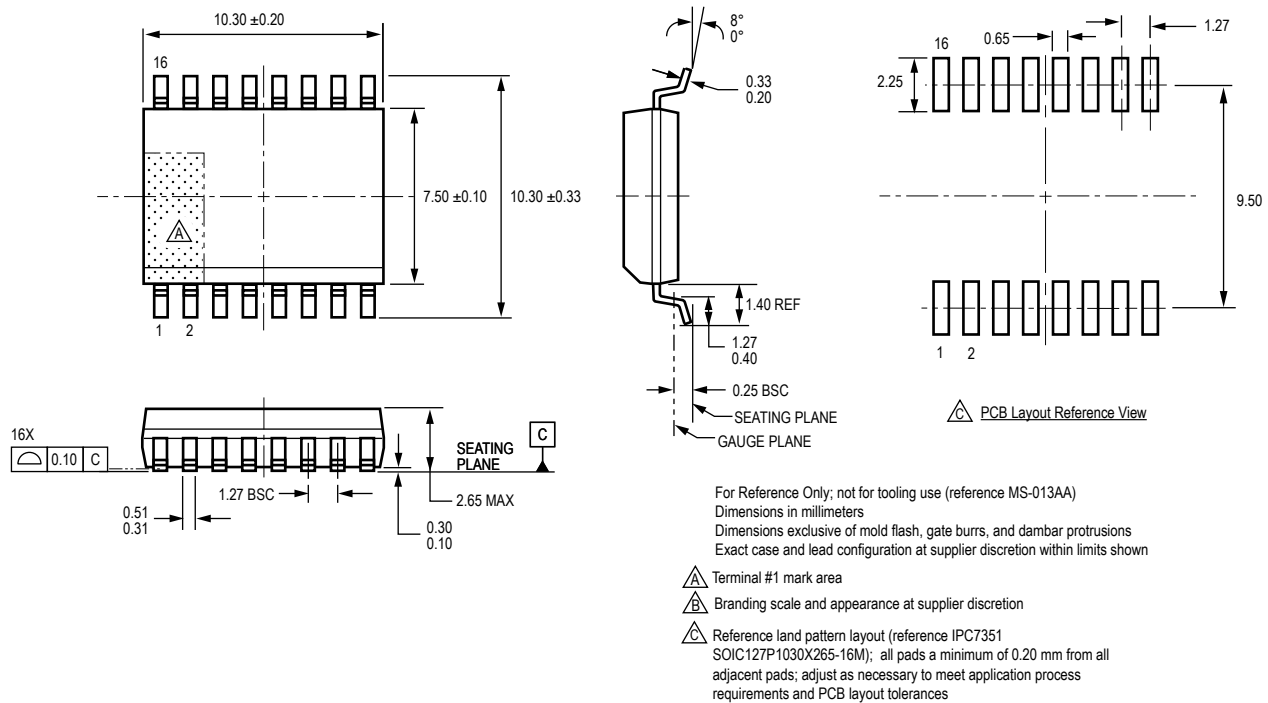 10.30 ±0.20
16
7.50 ±0.10
10.30 ±0.33
A
1 2
8°
0°
0.33
0.20
1.40 REF
1.27
0.40
0.25 BSC
SEATING PLANE
GAUGE PLANE
16
0.65
1.27
2.25
9.50
1 2
C PCB Layout Reference View
16X
0.10 C
SEATING
PLANE
C
1.27 BSC
2.65 MAX
0.51
0.31
0.30
0.10
For Reference Only; not for tooling use (reference MS-013AA)
Dimensions in millimeters
Dimensions exclusive of mold flash, gate burrs, and dambar protrusions
Exact case and lead configuration at supplier discretion within limits shown
A Terminal #1 mark area
B Branding scale and appearance at supplier discretion
C Reference land pattern layout (reference IPC7351
SOIC127P1030X265-16M); all pads a minimum of 0.20 mm from all
adjacent pads; adjust as necessary to meet application process
requirements and PCB layout tolerances